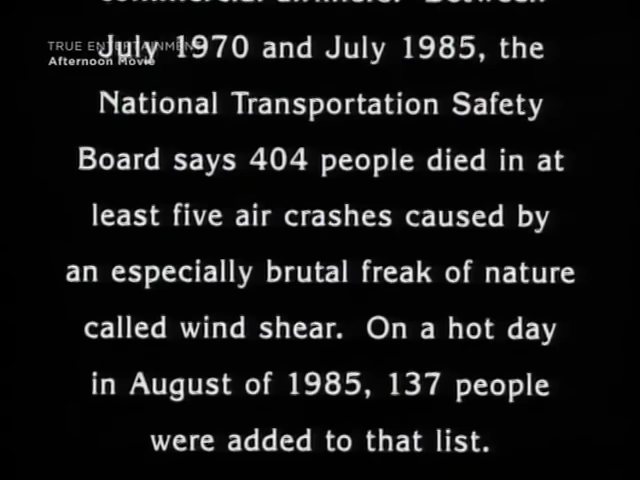 TRUE ENTERTAINMENT
Afternoon Movie
July 1970 and July 1985, the
National Transportation Safety
Board says 404 people died in at
least five air crashes caused by
an especially brutal freak of nature
called wind shear. On a hot day
in August of 1985, 137 people
were added to that list.